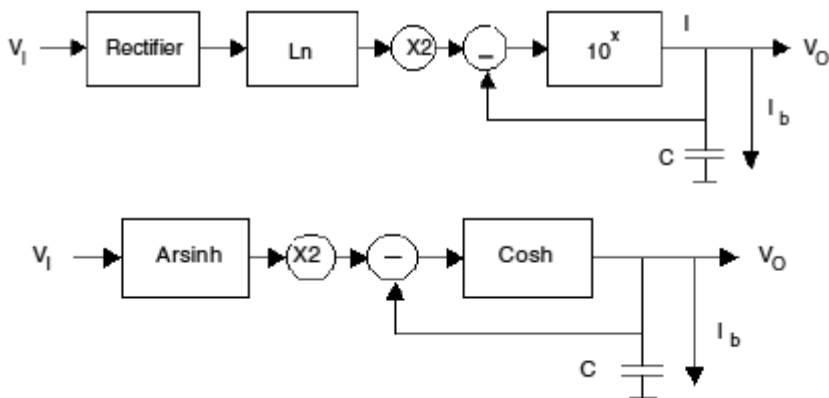 V_I Rectifier Ln X2 − 10^x I V_O
I_b
C
V_I Arsinh X2 − Cosh V_O
I_b
C